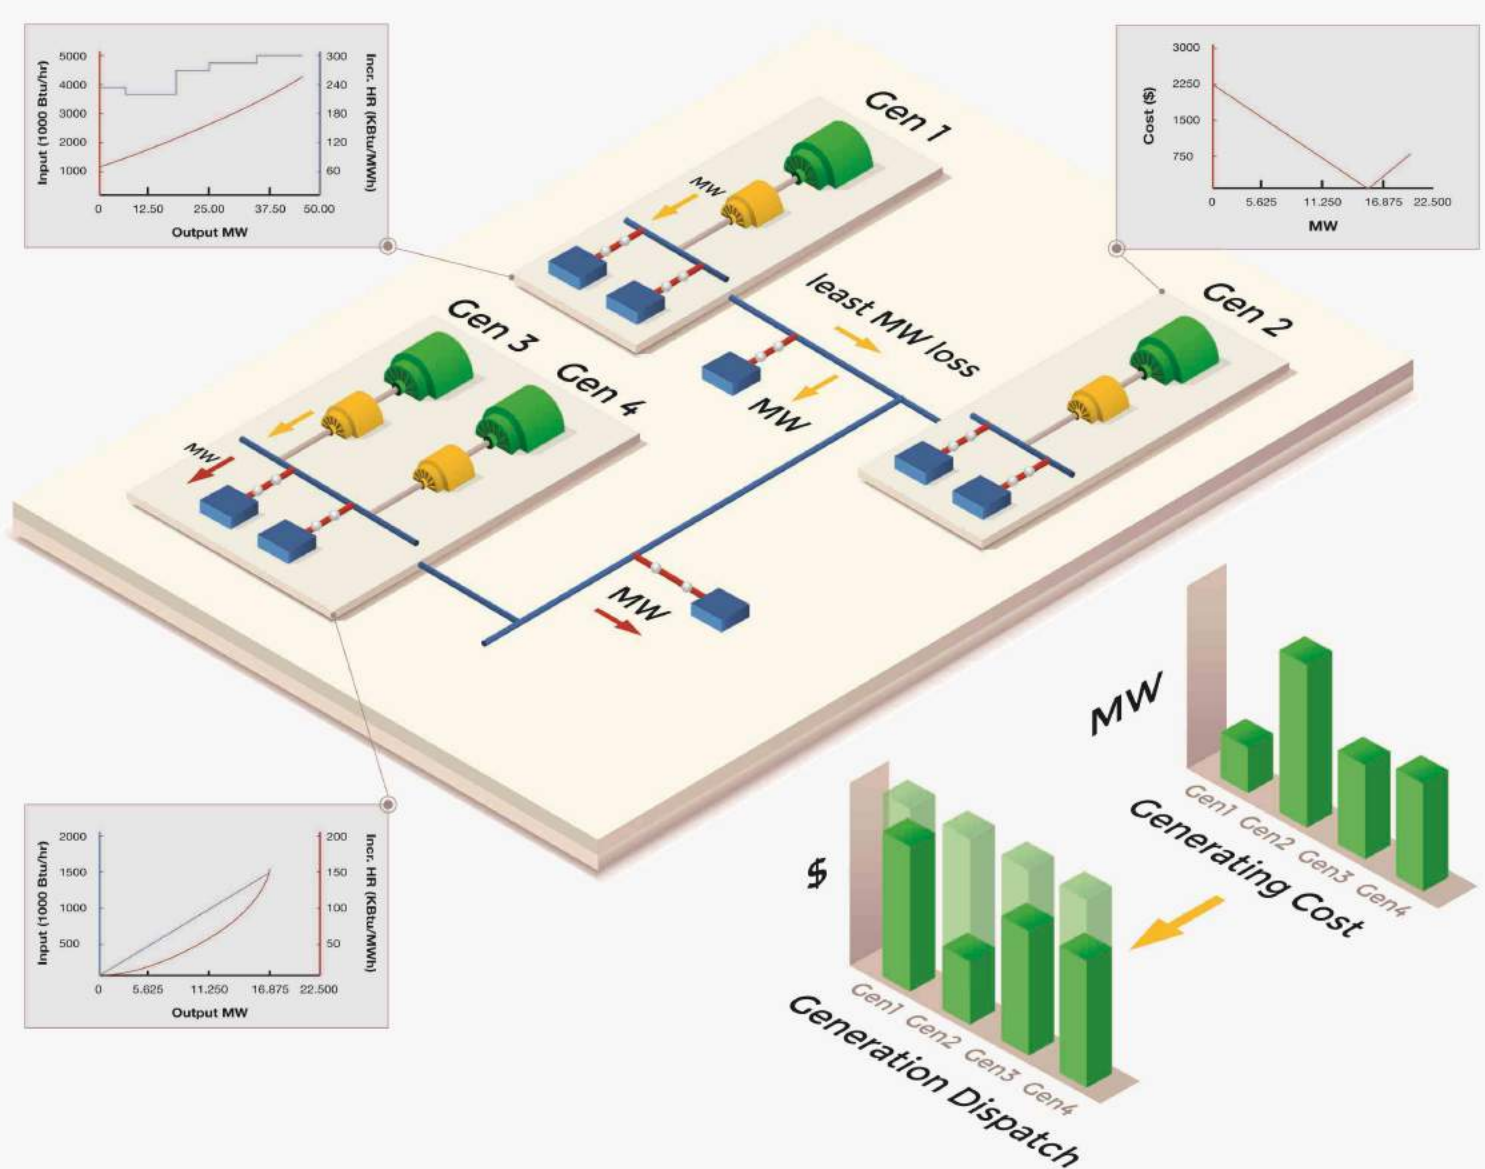 Input (1000 Btu/hr)
5000
4000
3000
2000
1000
300
240
180
120
60
Incr. HR (KBtu/MWh)
0 12.50 25.00 37.50 50.00
Output MW
Cost ($)
3000
2250
1500
750
0 5.625 11.250 16.875 22.500
MW
Gen 1
MW
least MW loss
MW
Gen 2
Gen 3
Gen 4
MW
MW
Input (1000 Btu/hr)
2000
1500
1000
500
200
150
100
50
Incr. HR (KBtu/MWh)
0 5.625 11.250 16.875 22.500
Output MW
MW
Gen1 Gen2 Gen3 Gen4
Generating Cost
$
Gen1 Gen2 Gen3 Gen4
Generation Dispatch